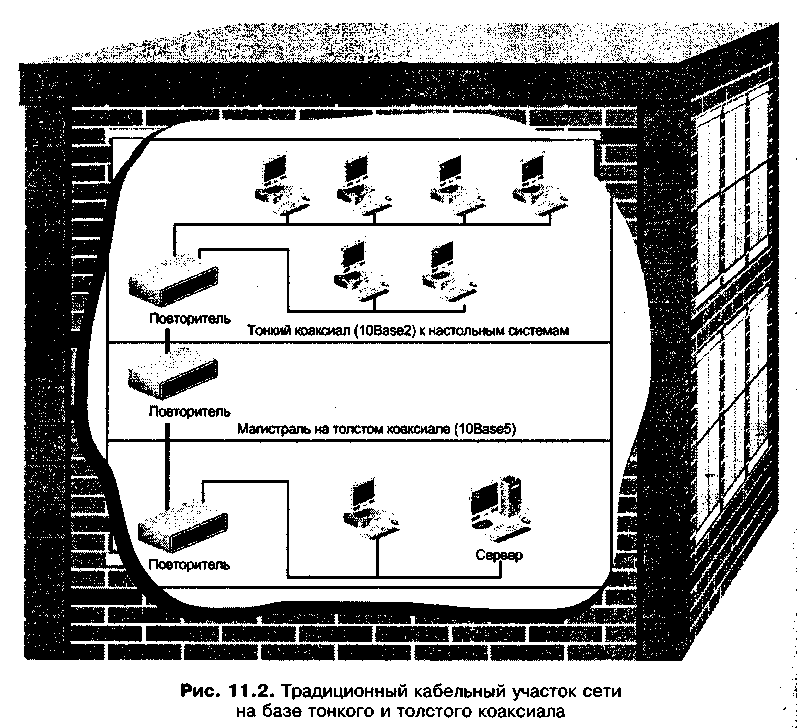 Повторитель
Тонкий коаксиал (10Base2) к настольным системам
Повторитель
Магистраль на толстом коаксиале (10Base5)
Повторитель
Сервер
Рис. 11.2. Традиционный кабельный участок сети
на базе тонкого и толстого коаксиала